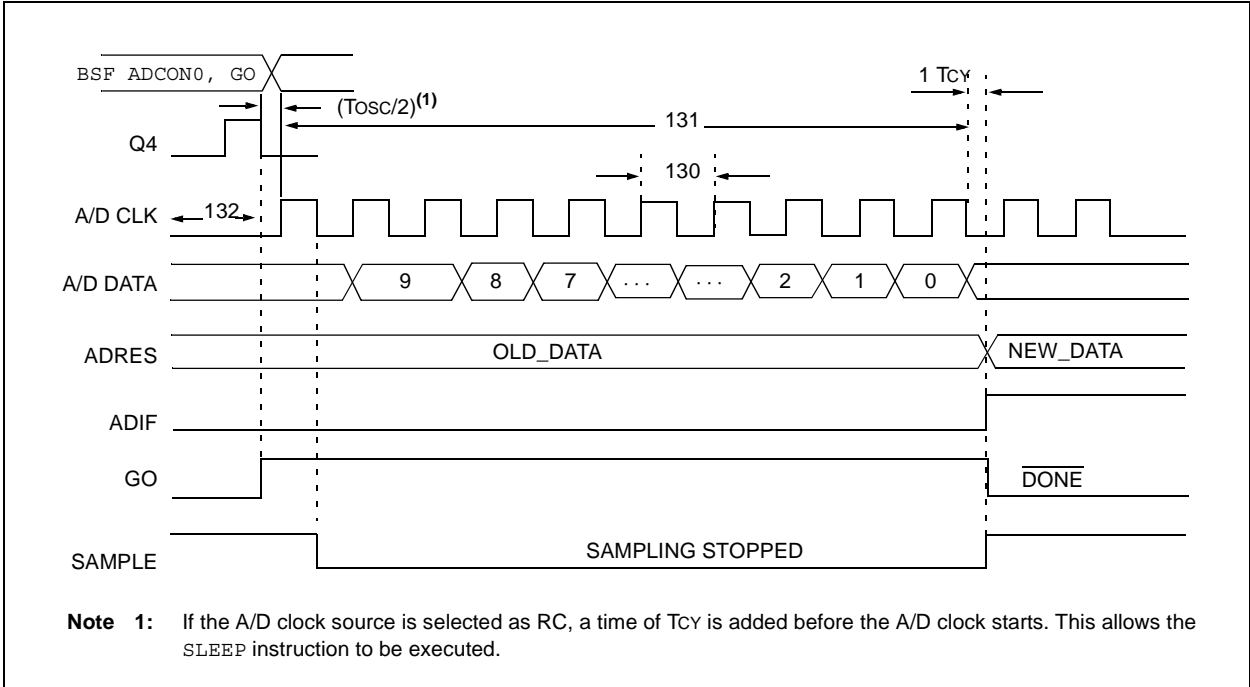 BSF ADCON0, GO
(TOSC/2)(1)
1 TCY
131
Q4
130
A/D CLK
132
A/D DATA
9 8 7 . . . . . . 2 1 0
ADRES
OLD_DATA
NEW_DATA
ADIF
GO
DONE
SAMPLE
SAMPLING STOPPED
Note 1: If the A/D clock source is selected as RC, a time of TCY is added before the A/D clock starts. This allows the
SLEEP instruction to be executed.